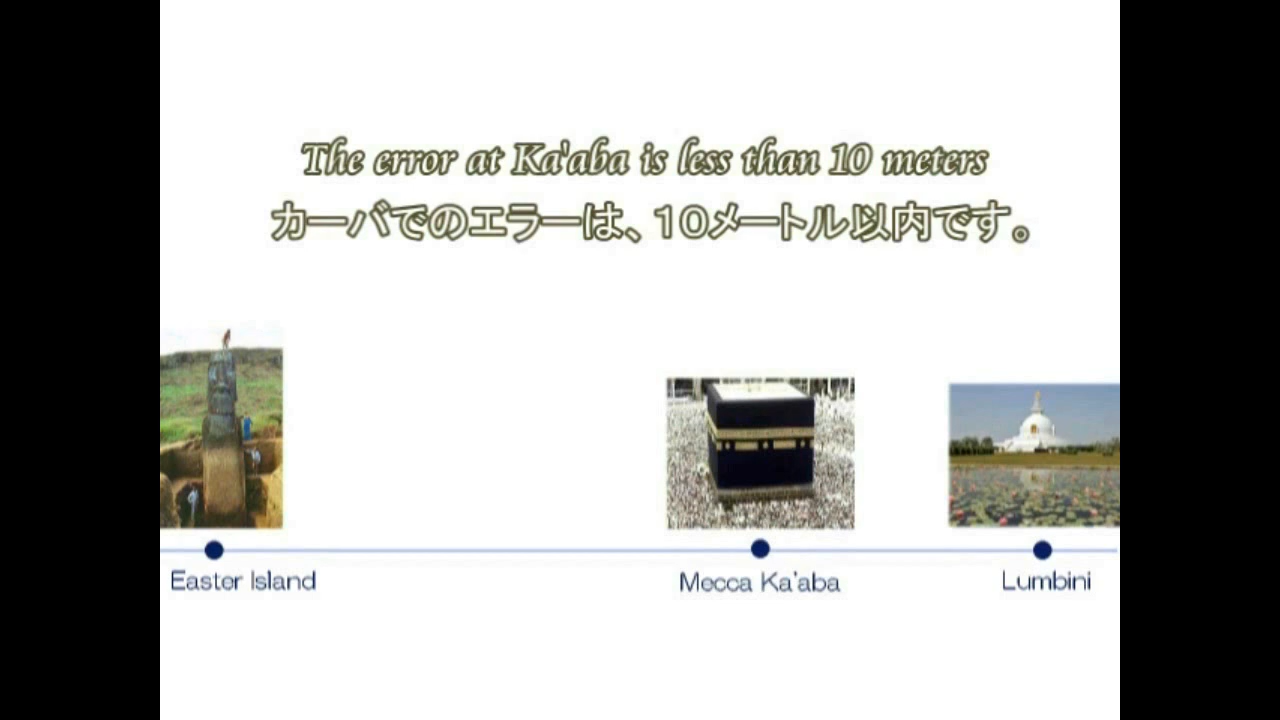 The error at Ka'aba is less than 10 meters
カーバでのエラーは、１０メートル以内です。
Easter Island
Mecca Ka'aba
Lumbini